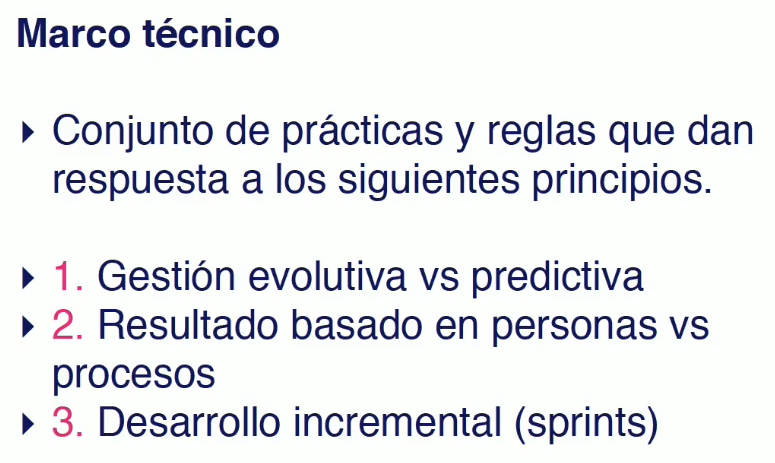 Marco técnico
‣ Conjunto de prácticas y reglas que dan
respuesta a los siguientes principios.
‣ 1. Gestión evolutiva vs predictiva
‣ 2. Resultado basado en personas vs
procesos
‣ 3. Desarrollo incremental (sprints)